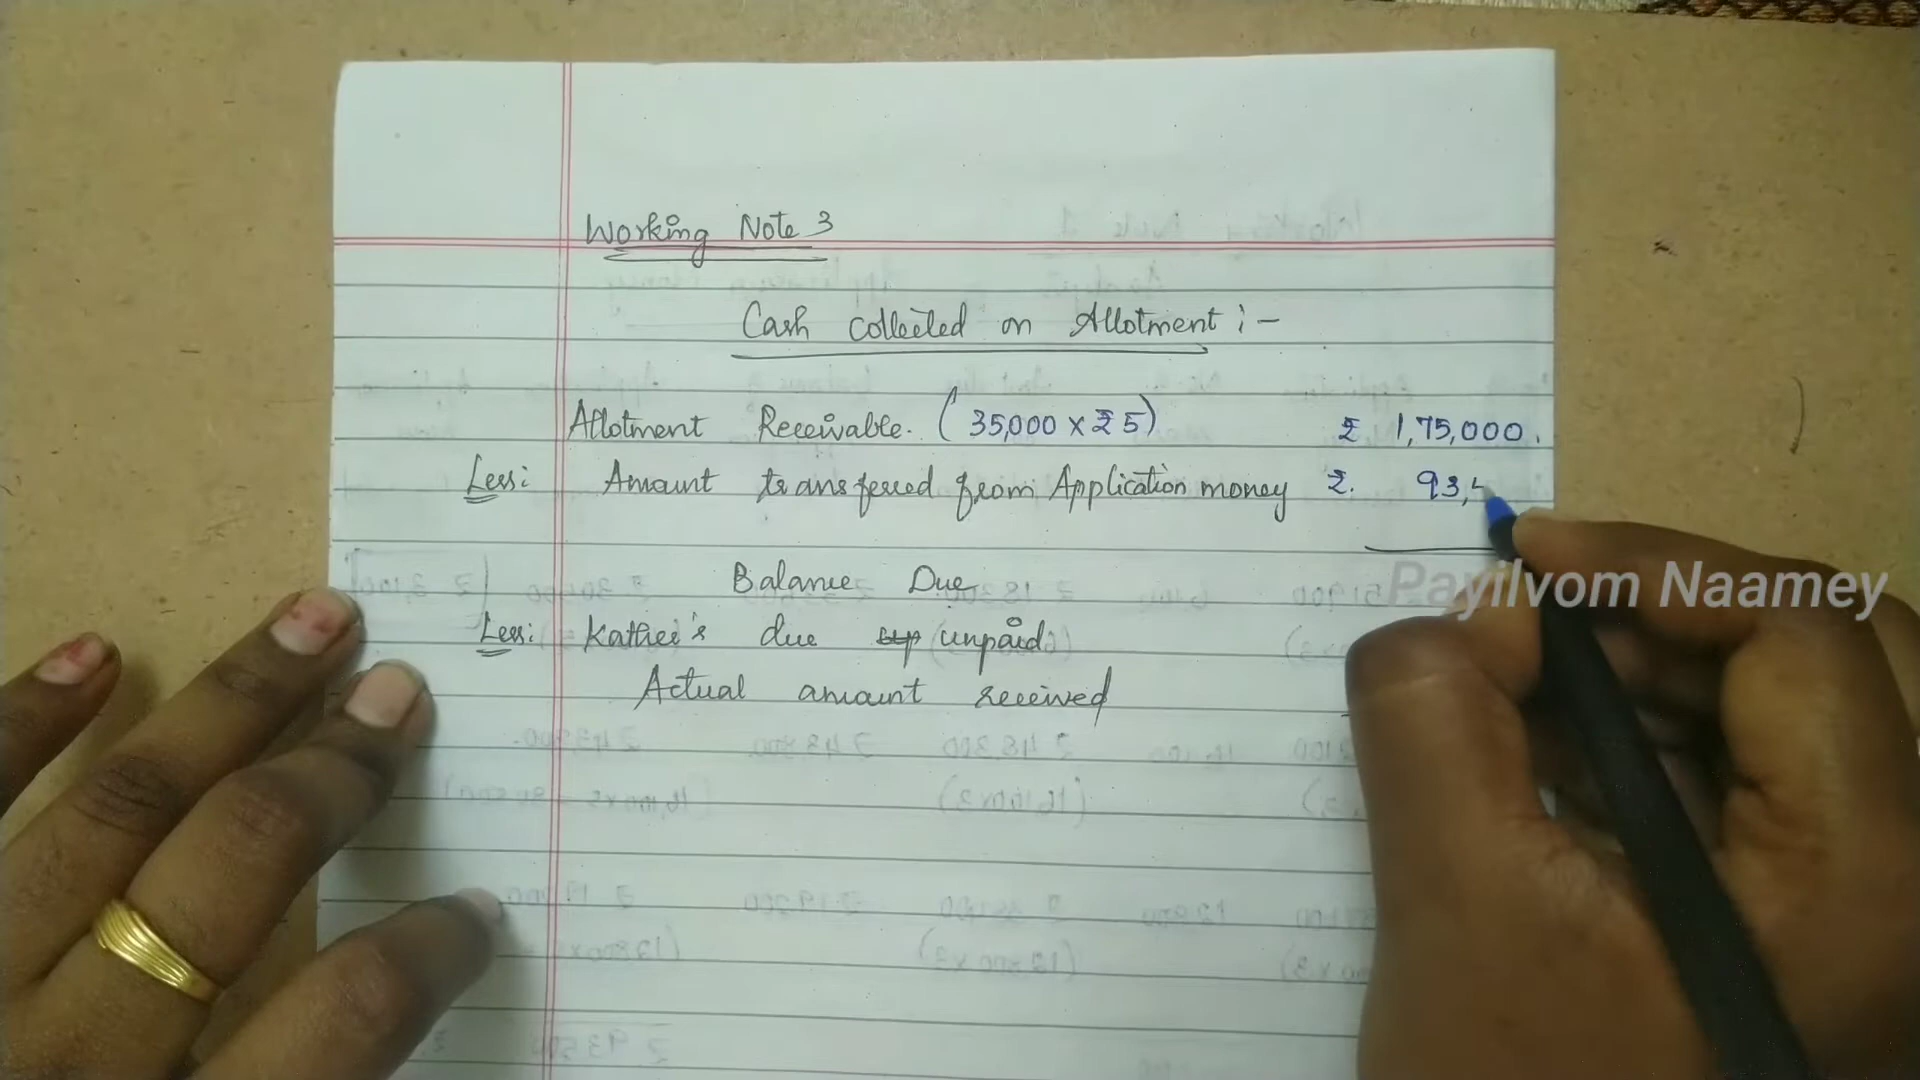 Working Note 3
Cash collected on Allotment :-
Allotment Receivable. (35,000 × ₹5) ₹ 1,75,000.
Less: Amount transferred from Application money ₹. 93,
Balance Due
Less: Kathee's due unpaid.
Actual amount received
Payilvom Naamey